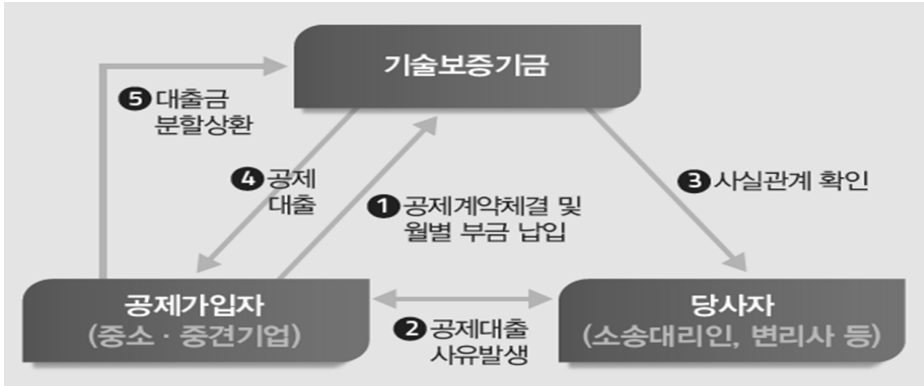 기술보증기금
❺ 대출금
분할상환
❹ 공제
대출
❶ 공제계약체결 및
월별 부금 납입
❸ 사실관계 확인
공제가입자
(중소 · 중견기업)
❷ 공제대출
사유발생
당사자
(소송대리인, 변리사 등)